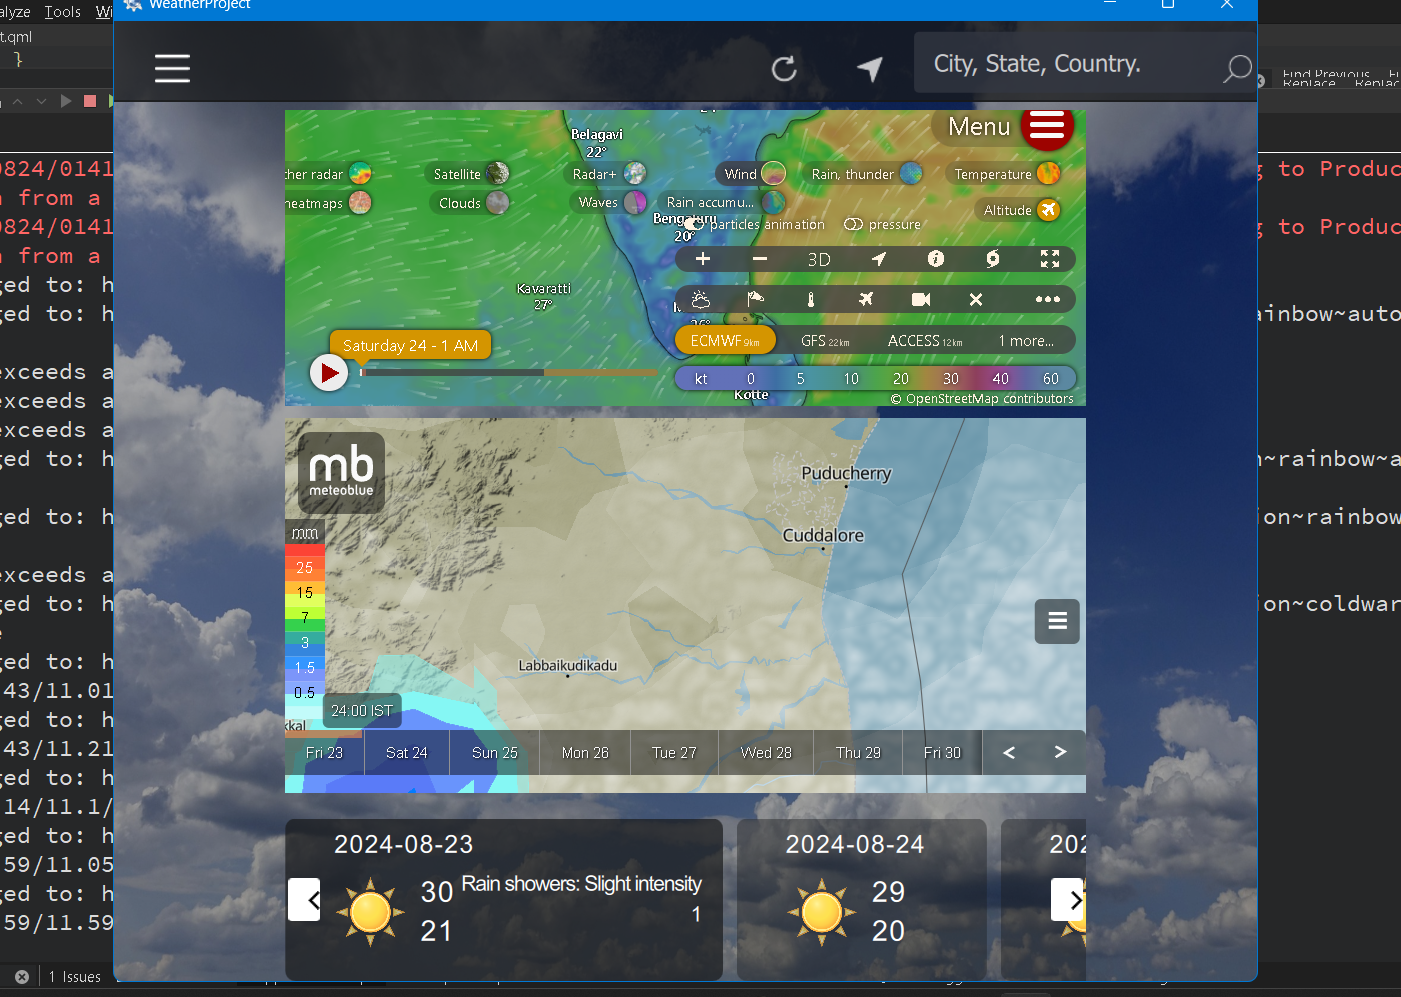 alyze Tools Wi
WeatherProject
t.qml
}
City, State, Country.
Find Previous
Replace
0824/0141
g to Produc
n from a
0824/0141
g to Produc
n from a
ged to: h
ged to: h
ainbow~auto
exceeds a
exceeds a
exceeds a
ged to: h
n~rainbow~a
ged to: h
ion~rainbow
exceeds a
ged to: h
ion~coldwar
e
ged to: h
43/11.01
ged to: h
43/11.21
ged to: h
14/11.1/
ged to: h
59/11.05
ged to: h
59/11.59
1 Issues
Belagavi
22°
Menu
her radar Satellite Radar+ Wind Rain, thunder Temperature
heatmaps Clouds Waves Rain accumu...
Altitude
Bengaluru
20°
particles animation pressure
+ − 3D
Kavaratti
27°
Saturday 24 - 1 AM
ECMWF 9km GFS 22km ACCESS 12km 1 more...
kt 0 5 10 20 30 40 60
Kotte
© OpenStreetMap contributors
mb
meteoblue
Puducherry
Cuddalore
mm
25
15
7
3
1.5
0.5
Labbaikudikadu
24:00 IST
kkal
Fri 23 Sat 24 Sun 25 Mon 26 Tue 27 Wed 28 Thu 29 Fri 30 < >
2024-08-23
30 Rain showers: Slight intensity
1
21
2024-08-24
29
20
202